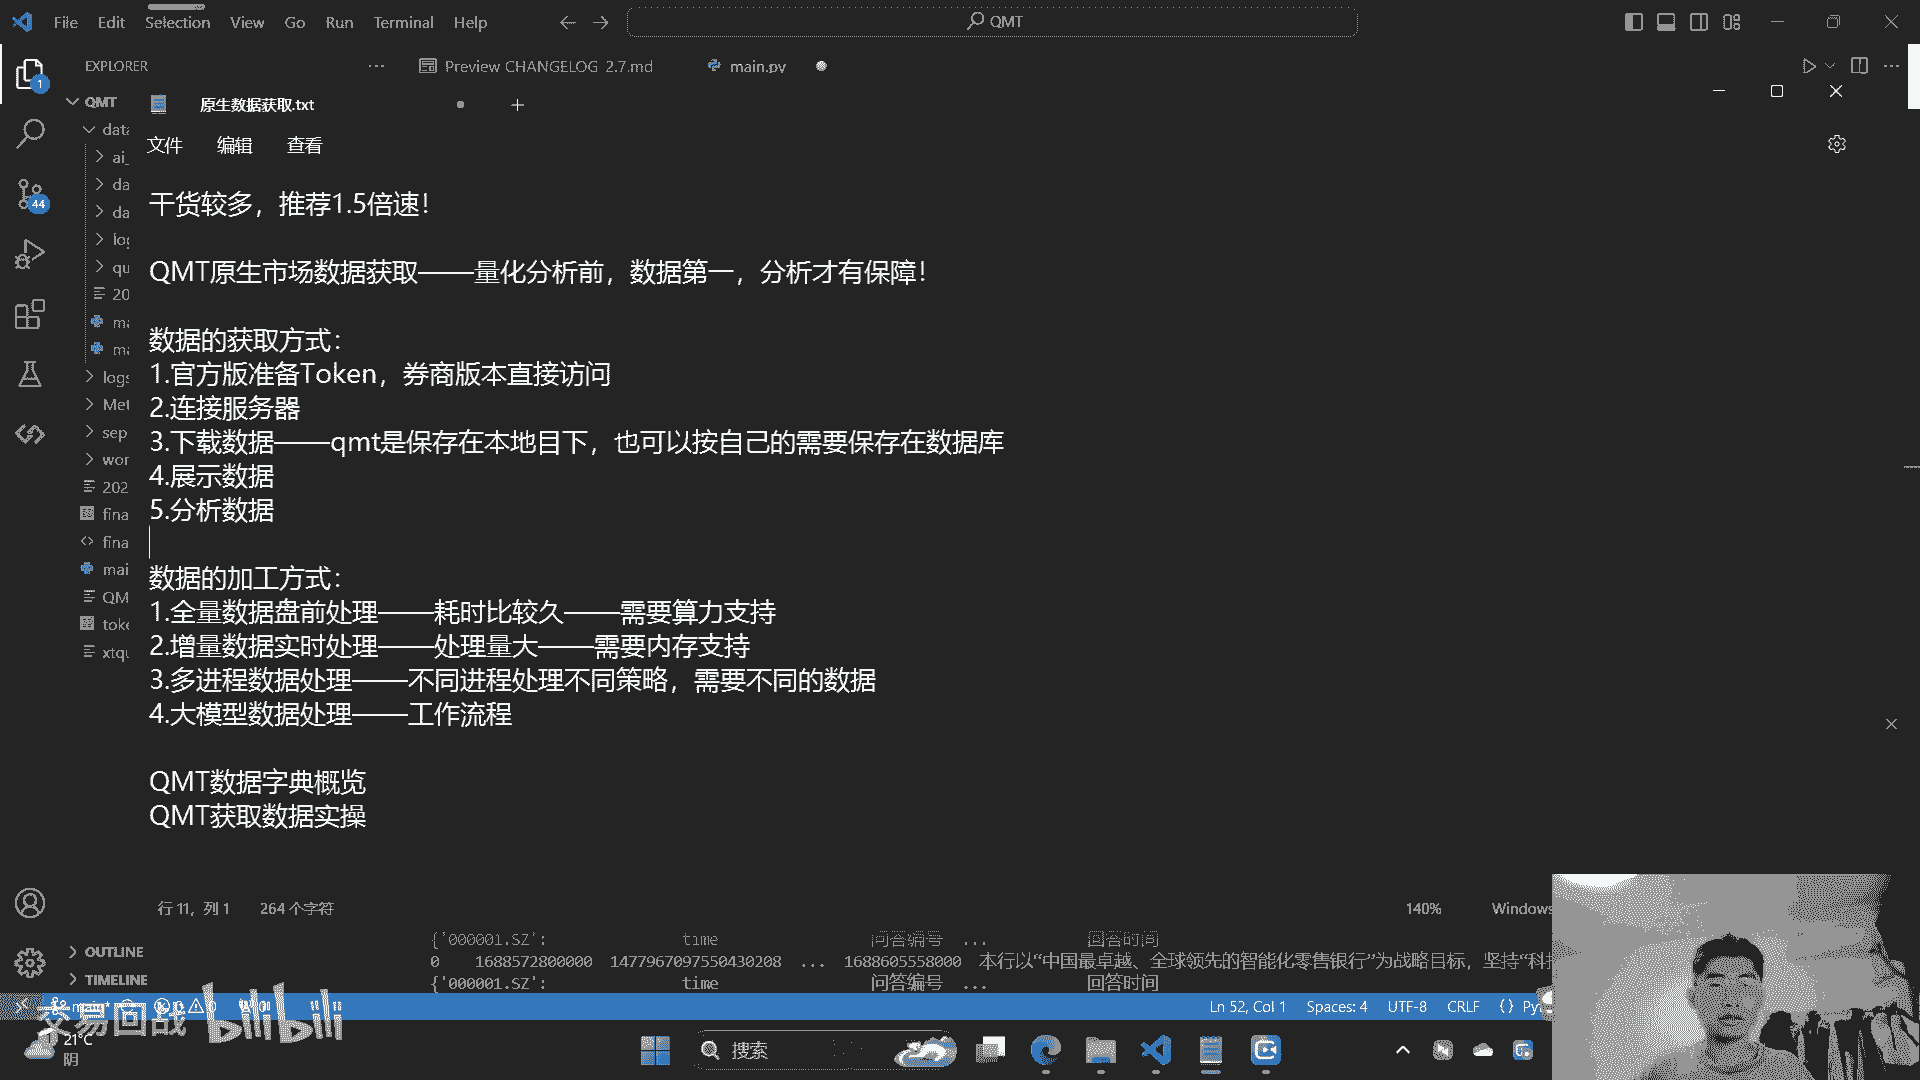 File Edit Selection View Go Run Terminal Help
QMT
EXPLORER
Preview CHANGELOG_2.7.md
main.py
1
QMT
原生数据获取.txt
文件 编辑 查看
44
data
ai_
da
da
log
qu
20
ma
ma
logs
Met
sep
wor
202
fina
fina
mai
QM
toke
xtqu
干货较多，推荐1.5倍速！
QMT原生市场数据获取——量化分析前，数据第一，分析才有保障！
数据的获取方式：
1.官方版准备Token，券商版本直接访问
2.连接服务器
3.下载数据——qmt是保存在本地目下，也可以按自己的需要保存在数据库
4.展示数据
5.分析数据
数据的加工方式：
1.全量数据盘前处理——耗时比较久——需要算力支持
2.增量数据实时处理——处理量大——需要内存支持
3.多进程数据处理——不同进程处理不同策略，需要不同的数据
4.大模型数据处理——工作流程
QMT数据字典概览
QMT获取数据实操
行 11，列 1 264 个字符 140% Windows
{'000001.SZ': time 问答编号 ... 回答时间
0 1688572800000 1477967097550430208 ... 1688605558000 本行以“中国最卓越、全球领先的智能化零售银行”为战略目标，坚持“科技
{'000001.SZ': time 问答编号 ... 回答时间
OUTLINE
TIMELINE
main*
Ln 52, Col 1 Spaces: 4 UTF-8 CRLF
交易回战 bilibili
21°C
阴
搜索